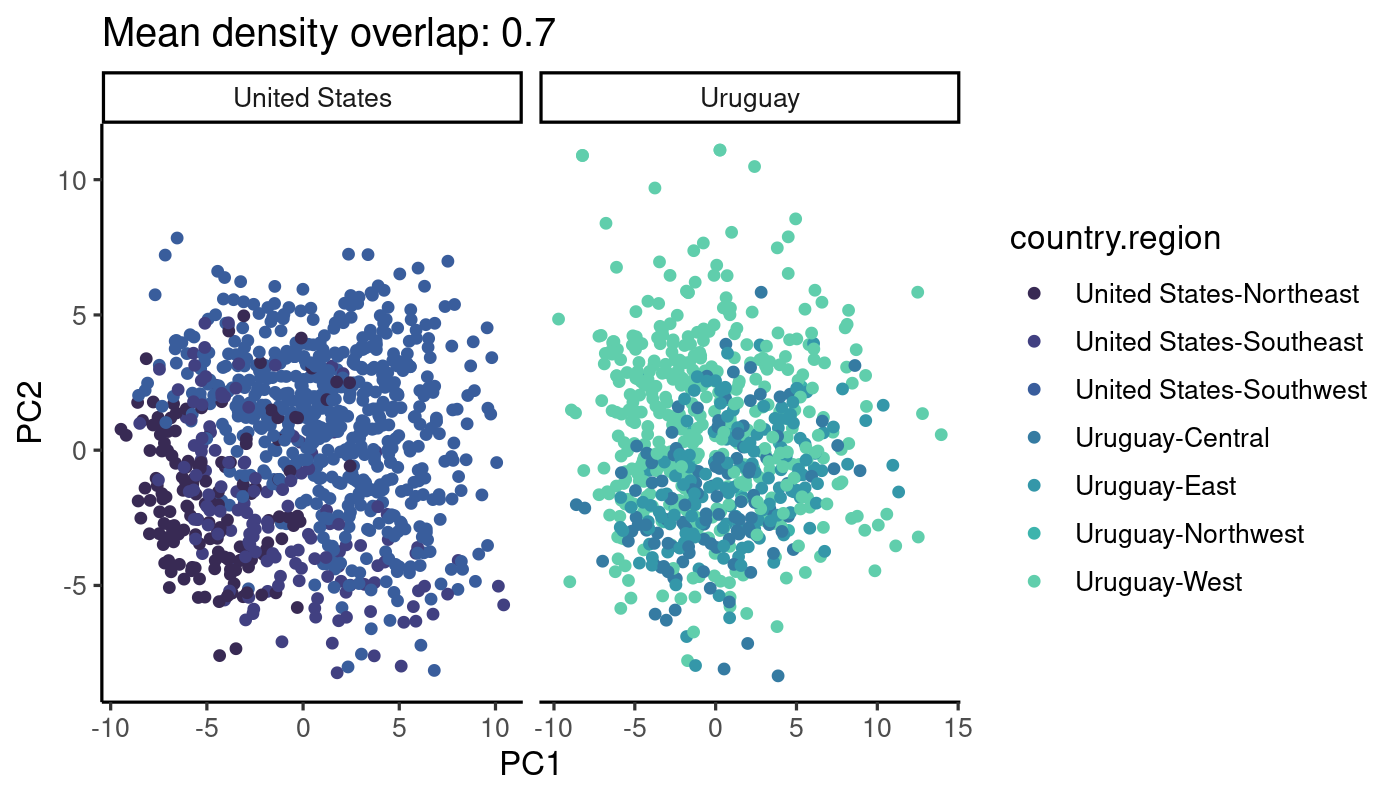 Mean density overlap: 0.7
United States
Uruguay
PC2
10
5
0
-5
-10
-5
0
5
10
-10
-5
0
5
10
15
PC1
country.region
United States-Northeast
United States-Southeast
United States-Southwest
Uruguay-Central
Uruguay-East
Uruguay-Northwest
Uruguay-West